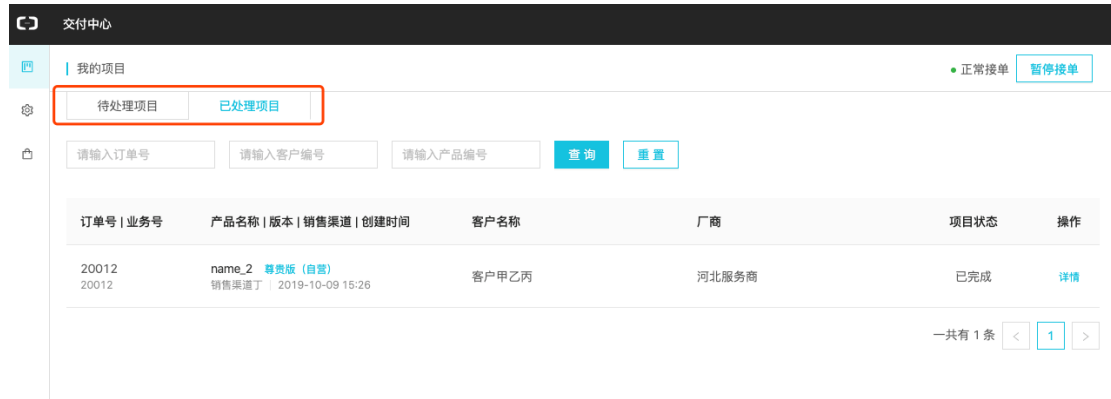 交付中心
我的项目
正常接单 暂停接单
待处理项目 已处理项目
请输入订单号 请输入客户编号 请输入产品编号 查 询 重 置
订单号 | 业务号 产品名称 | 版本 | 销售渠道 | 创建时间 客户名称 厂商 项目状态 操作
20012 name_2 尊贵版（自营） 客户甲乙丙 河北服务商 已完成 详情
20012 销售渠道丁 2019-10-09 15:26
一共有 1 条 < 1 >